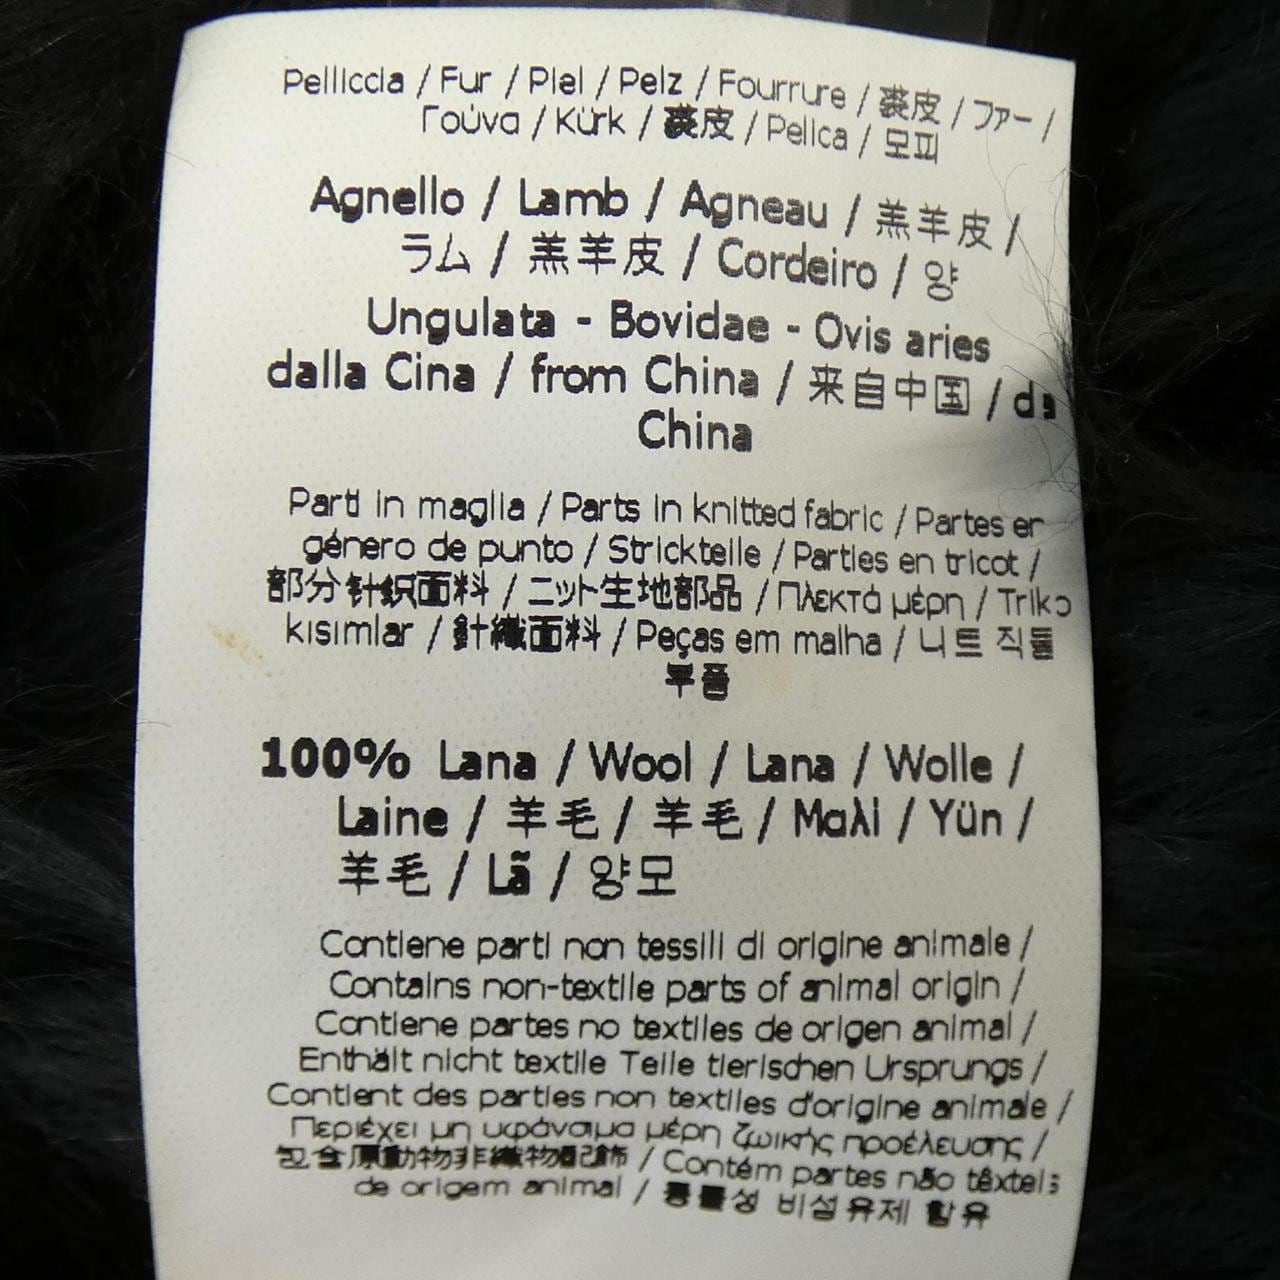 Pelliccia / Fur / Piel / Pelz / Fourrure / 裘皮 / ファー /
Γούνα / Kürk / 裘皮 / Pelica / 모피
Agnello / Lamb / Agneau / 羔羊皮 /
ラム / 羔羊皮 / Cordeiro / 양
Ungulata - Bovidae - Ovis aries
dalla Cina / from China / 来自中国 / da
China
Parti in maglia / Parts in knitted fabric / Partes en
género de punto / Strickteile / Parties en tricot /
部分针织面料 / ニット生地部品 / Πλεκτά μέρη / Triko
kısımlar / 針織面料 / Peças em malha / 니트 직물
부품
100% Lana / Wool / Lana / Wolle /
Laine / 羊毛 / 羊毛 / Μαλί / Yün /
羊毛 / Lã / 양모
Contiene parti non tessili di origine animale /
Contains non-textile parts of animal origin /
Contiene partes no textiles de origen animal /
Enthält nicht textile Teile tierischen Ursprungs /
Contient des parties non textiles d'origine animale /
Περιέχει μη υφάνσιμα μέρη ζωικής προέλευσης /
包含原動物非織物配飾 / Contém partes não têxteis
de origem animal / 동물성 비섬유제 함유